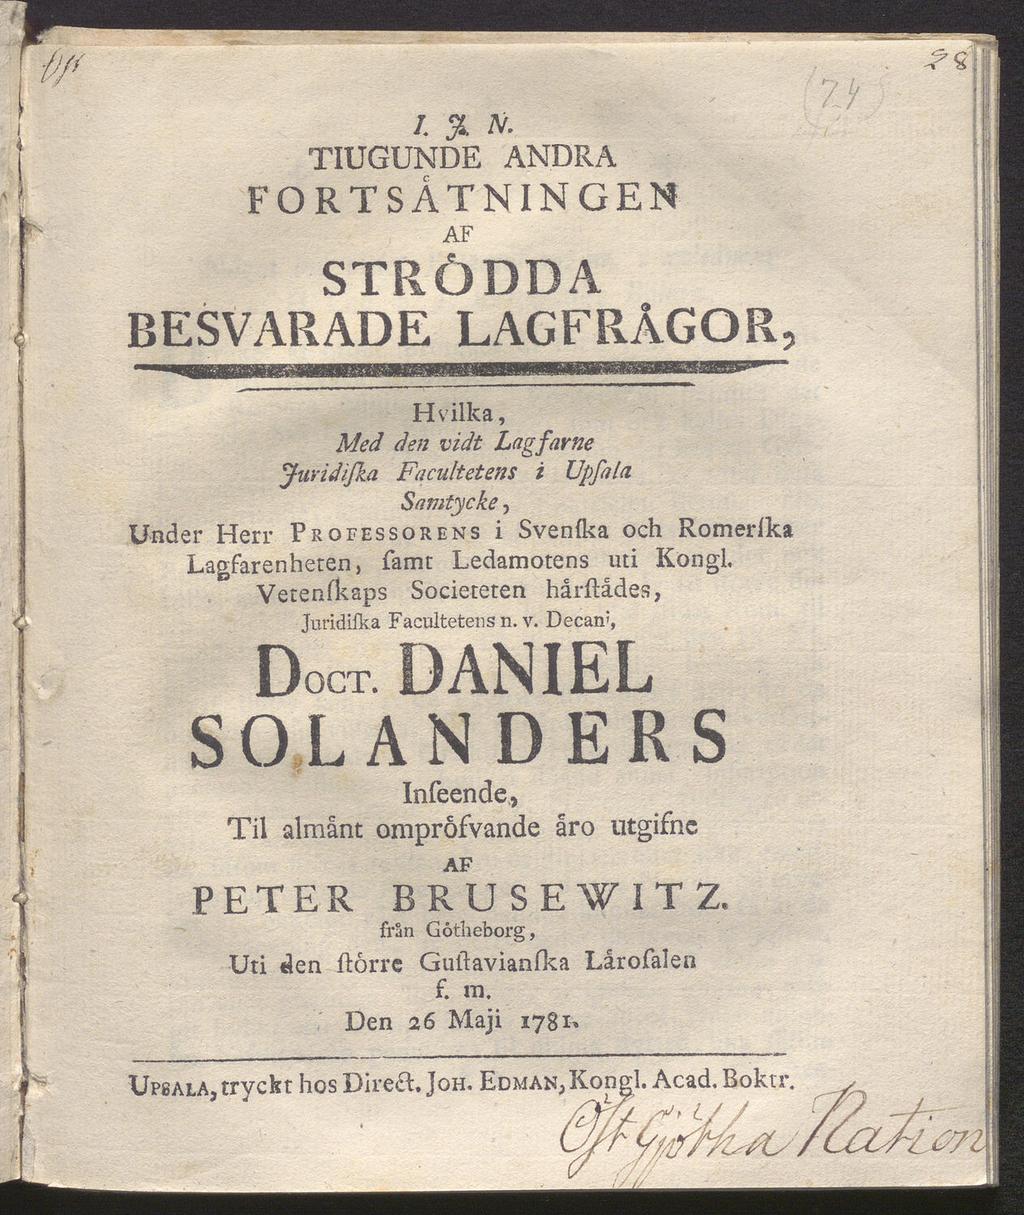 28
(24)
I. J. N.
TIUGUNDE ANDRA
FORTSÅTNINGEN
AF
STRÖDDA
BESVARADE LAGFRÅGOR,
Hvilka,
Med den vidt Lagfarne
Juridiſka Facultetens i Upſala
Samtycke,
Under Herr PROFESSORENS i Svenſka och Romerſka
Lagfarenheten, ſamt Ledamotens uti Kongl.
Vetenſkaps Societeten hårſtådes,
Juridiſka Facultetens n. v. Decani,
DOCT. DANIEL
SOLANDERS
Inſeende,
Til almånt ompröfvande åro utgifne
AF
PETER BRUSEWITZ.
från Götheborg,
Uti den ſtörre Guſtavianſka Låroſalen
f. m.
Den 26 Maji 1781.
UPSALA, tryckt hos Direct. JOH. EDMAN, Kongl. Acad. Boktr.
Öſt Gjötha Nation